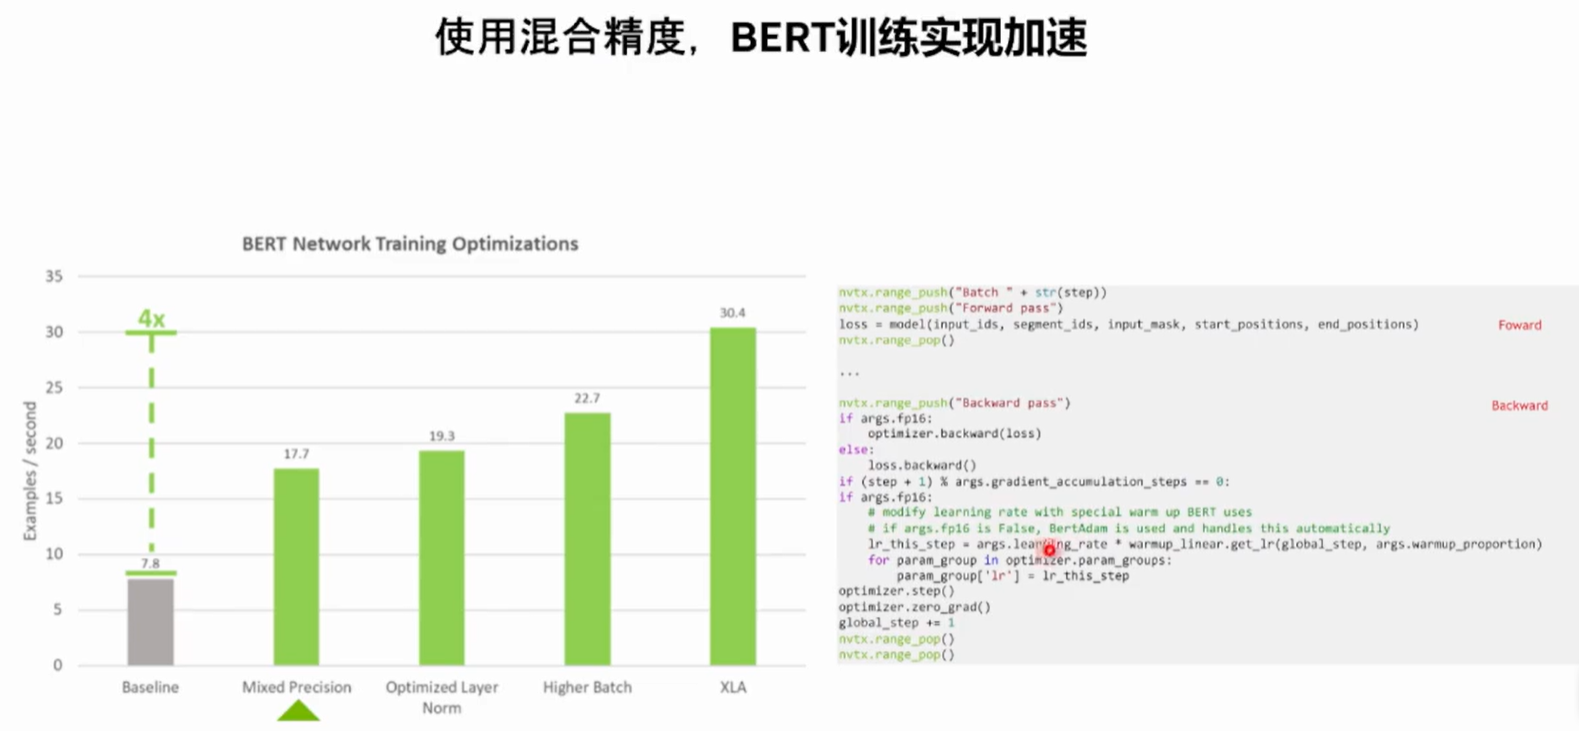 使用混合精度，BERT训练实现加速
BERT Network Training Optimizations
Examples / second
35
30
25
20
15
10
5
0
4x
7.8
17.7
19.3
22.7
30.4
Baseline
Mixed Precision
Optimized Layer
Norm
Higher Batch
XLA
nvtx.range_push("Batch " + str(step))
nvtx.range_push("Forward pass")
loss = model(input_ids, segment_ids, input_mask, start_positions, end_positions) Foward
nvtx.range_pop()
...
nvtx.range_push("Backward pass") Backward
if args.fp16:
    optimizer.backward(loss)
else:
    loss.backward()
if (step + 1) % args.gradient_accumulation_steps == 0:
if args.fp16:
    # modify learning rate with special warm up BERT uses
    # if args.fp16 is False, BertAdam is used and handles this automatically
    lr_this_step = args.learning_rate * warmup_linear.get_lr(global_step, args.warmup_proportion)
    for param_group in optimizer.param_groups:
        param_group['lr'] = lr_this_step
optimizer.step()
optimizer.zero_grad()
global_step += 1
nvtx.range_pop()
nvtx.range_pop()